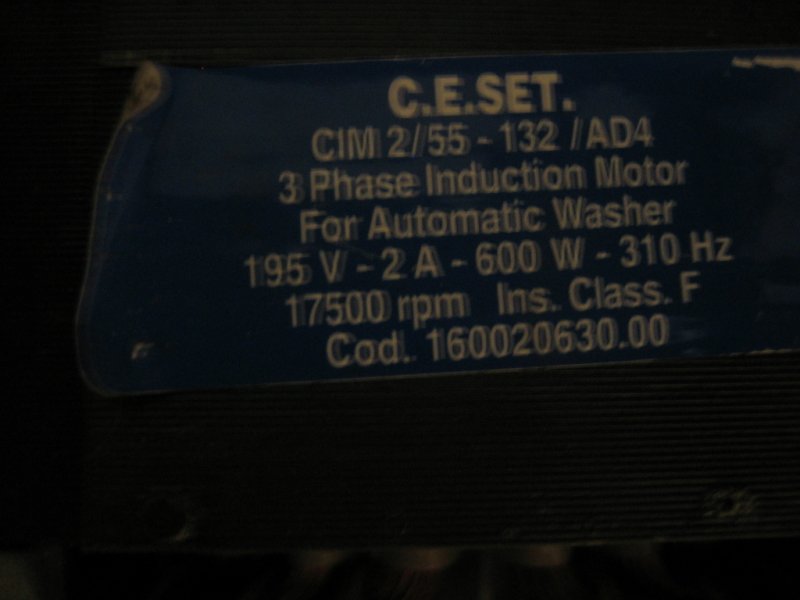 C.E.SET.
CIM 2/55 - 132 /AD4
3 Phase Induction Motor
For Automatic Washer
195 V - 2 A - 600 W - 310 Hz
17500 rpm Ins. Class. F
Cod. 160020630.00